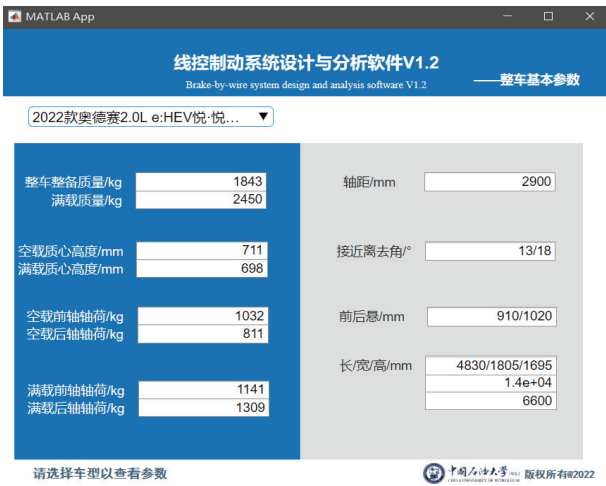 MATLAB App
线控制动系统设计与分析软件V1.2
Brake-by-wire system design and analysis software V1.2
——整车基本参数
2022款奥德赛2.0L e:HEV悦·悦…
整车整备质量/kg 1843
满载质量/kg 2450
空载质心高度/mm 711
满载质心高度/mm 698
空载前轴轴荷/kg 1032
空载后轴轴荷/kg 811
满载前轴轴荷/kg 1141
满载后轴轴荷/kg 1309
轴距/mm 2900
接近离去角/° 13/18
前后悬/mm 910/1020
长/宽/高/mm 4830/1805/1695
1.4e+04
6600
请选择车型以查看参数
中国石油大学
CHINA UNIVERSITY OF PETROLEUM
版权所有@2022